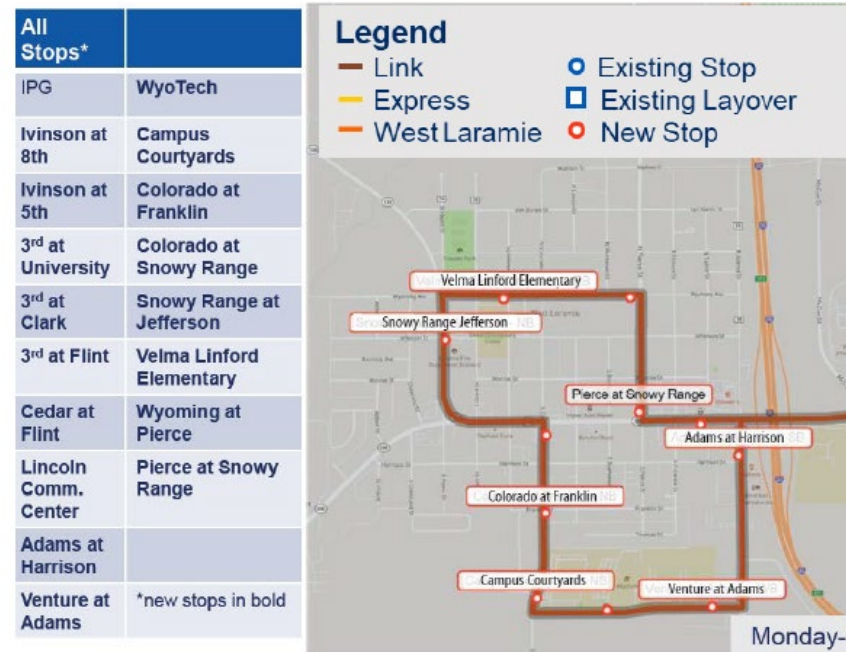 All
Stops*
IPG
WyoTech
Ivinson at
8th
Campus
Courtyards
Ivinson at
5th
Colorado at
Franklin
3rd at
University
Colorado at
Snowy Range
3rd at
Clark
Snowy Range at
Jefferson
3rd at Flint
Velma Linford
Elementary
Cedar at
Flint
Wyoming at
Pierce
Lincoln
Comm.
Center
Pierce at Snowy
Range
Adams at
Harrison
Venture at
Adams
*new stops in bold
Legend
Link
Express
West Laramie
Existing Stop
Existing Layover
New Stop
Velma Linford Elementary
Snowy Range Jefferson
Pierce at Snowy Range
Adams at Harrison
Colorado at Franklin
Campus Courtyards
Venture at Adams
Monday-